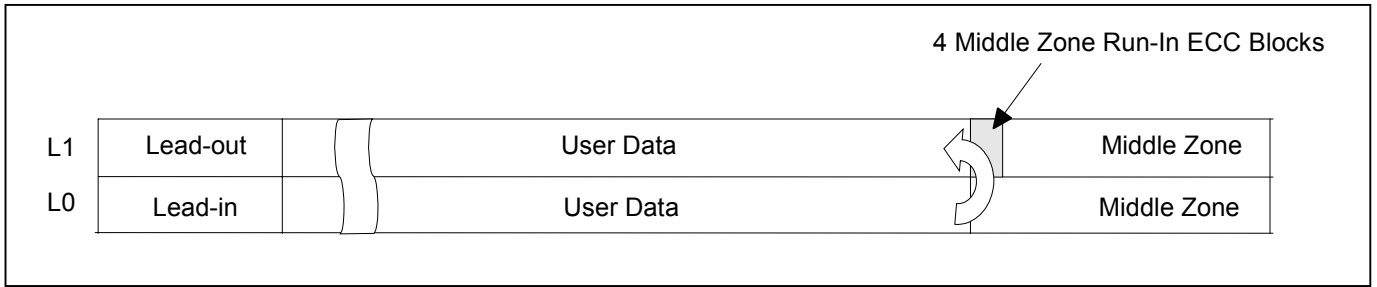 4 Middle Zone Run-In ECC Blocks
L1 Lead-out User Data Middle Zone
L0 Lead-in User Data Middle Zone